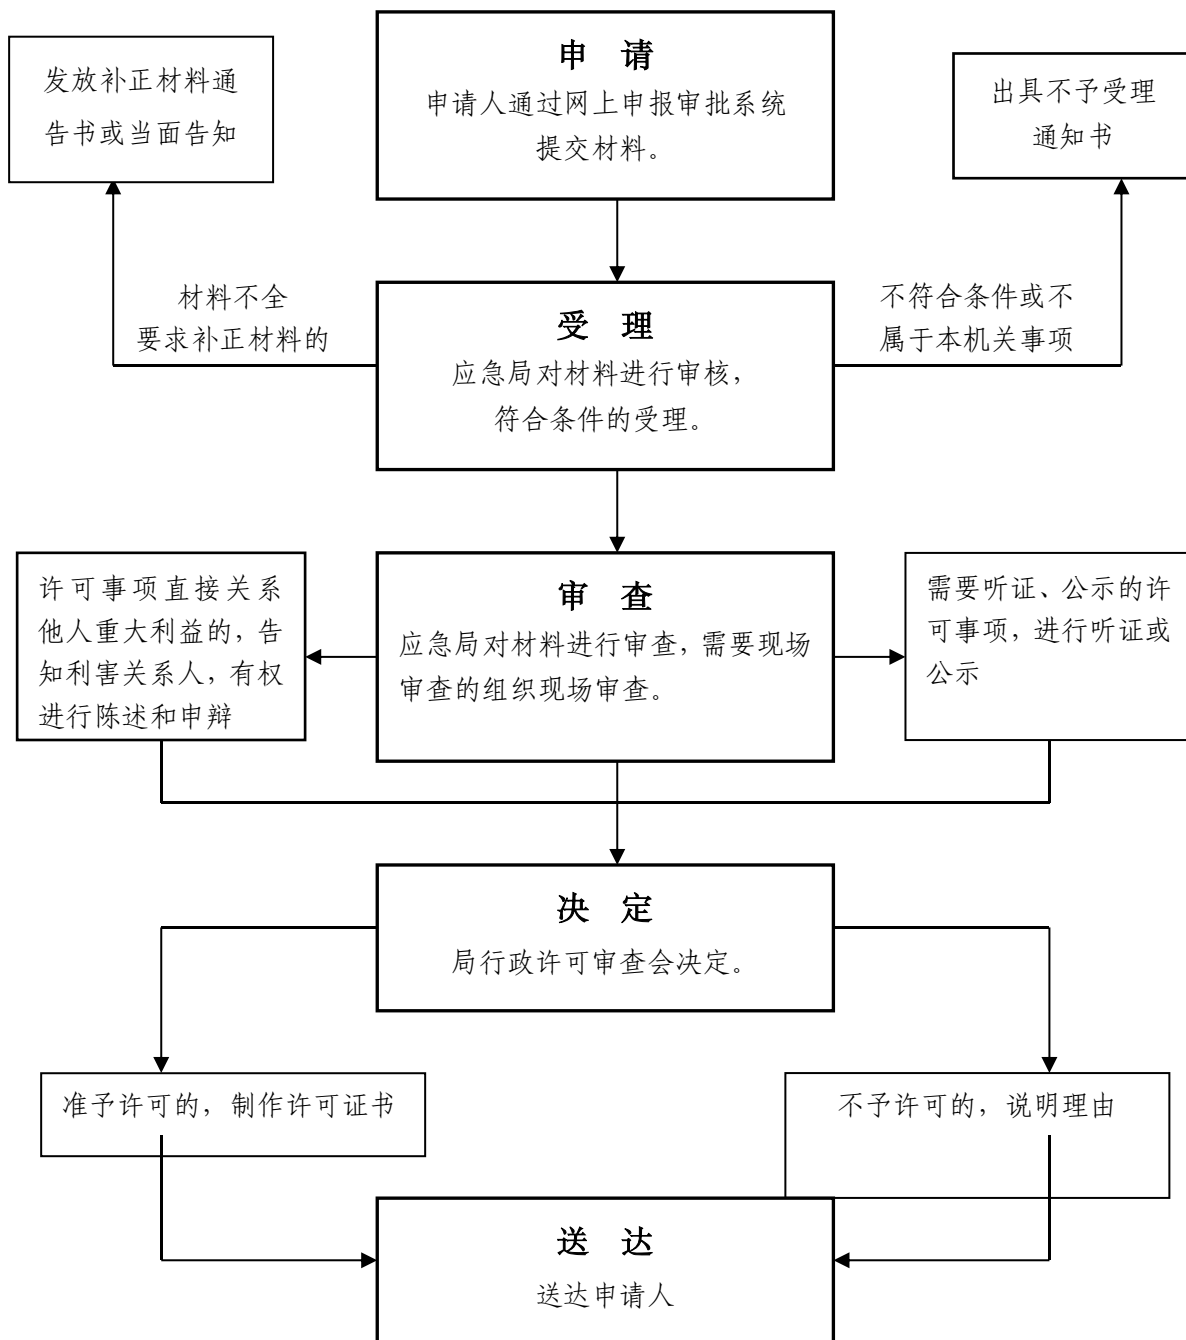 申 请
申请人通过网上申报审批系统
提交材料。
发放补正材料通
告书或当面告知
出具不予受理
通知书
材料不全
要求补正材料的
不符合条件或不
属于本机关事项
受 理
应急局对材料进行审核，
符合条件的受理。
许可事项直接关系
他人重大利益的，告
知利害关系人，有权
进行陈述和申辩
审 查
应急局对材料进行审查，需要现场
审查的组织现场审查。
需要听证、公示的许
可事项，进行听证或
公示
决 定
局行政许可审查会决定。
准予许可的，制作许可证书
不予许可的，说明理由
送 达
送达申请人